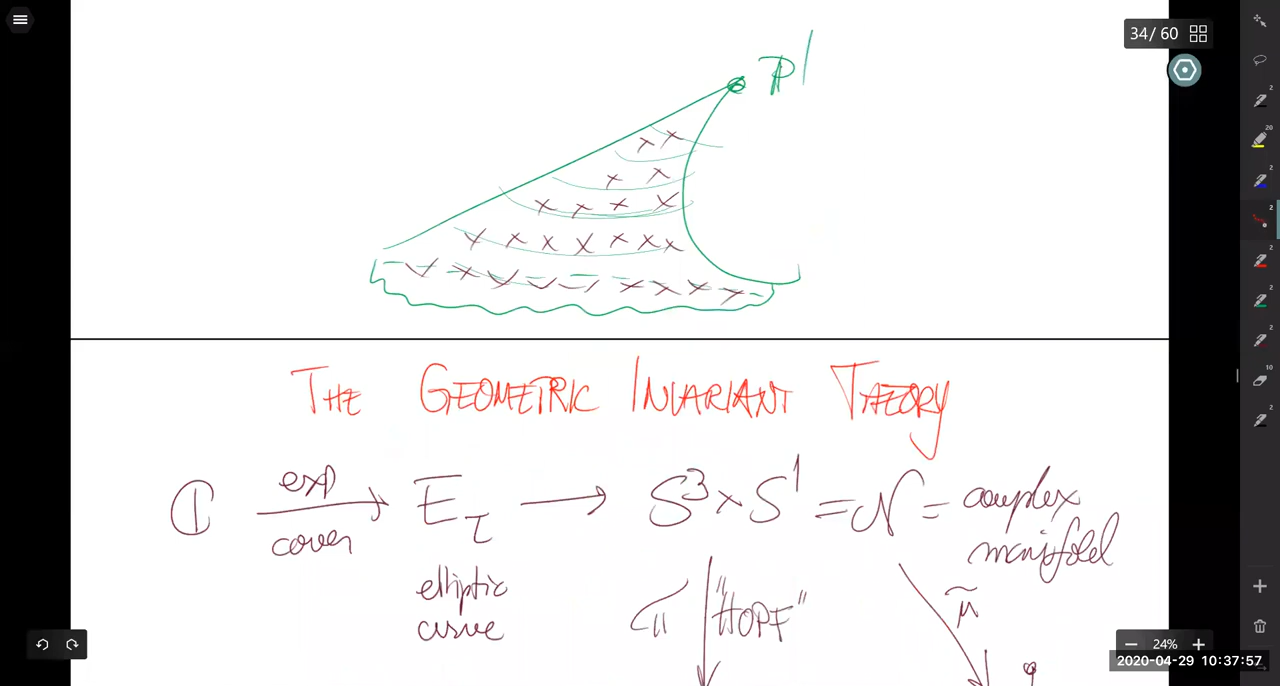 34/60
P1
THE GEOMETRIC INVARIANT THEORY
ℂ exp cover → E_τ → S³ × S¹ = N = complex manifold
elliptic curve
π "HOPF" μ̃
24%
2020-04-29 10:37:57